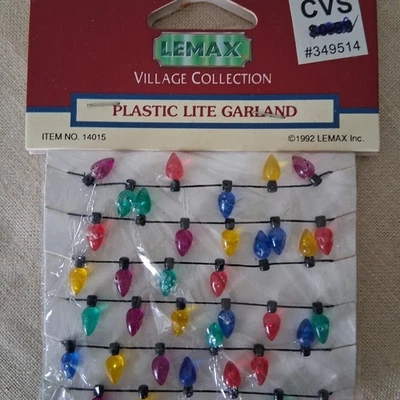 CVS
#349514
LEMAX
VILLAGE COLLECTION
PLASTIC LITE GARLAND
ITEM NO. 14015
©1992 LEMAX Inc.